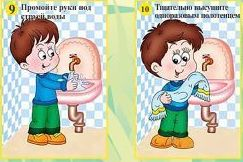 9 Промойте руки под
струей воды
10 Тщательно высушите
одноразовым полотенцем